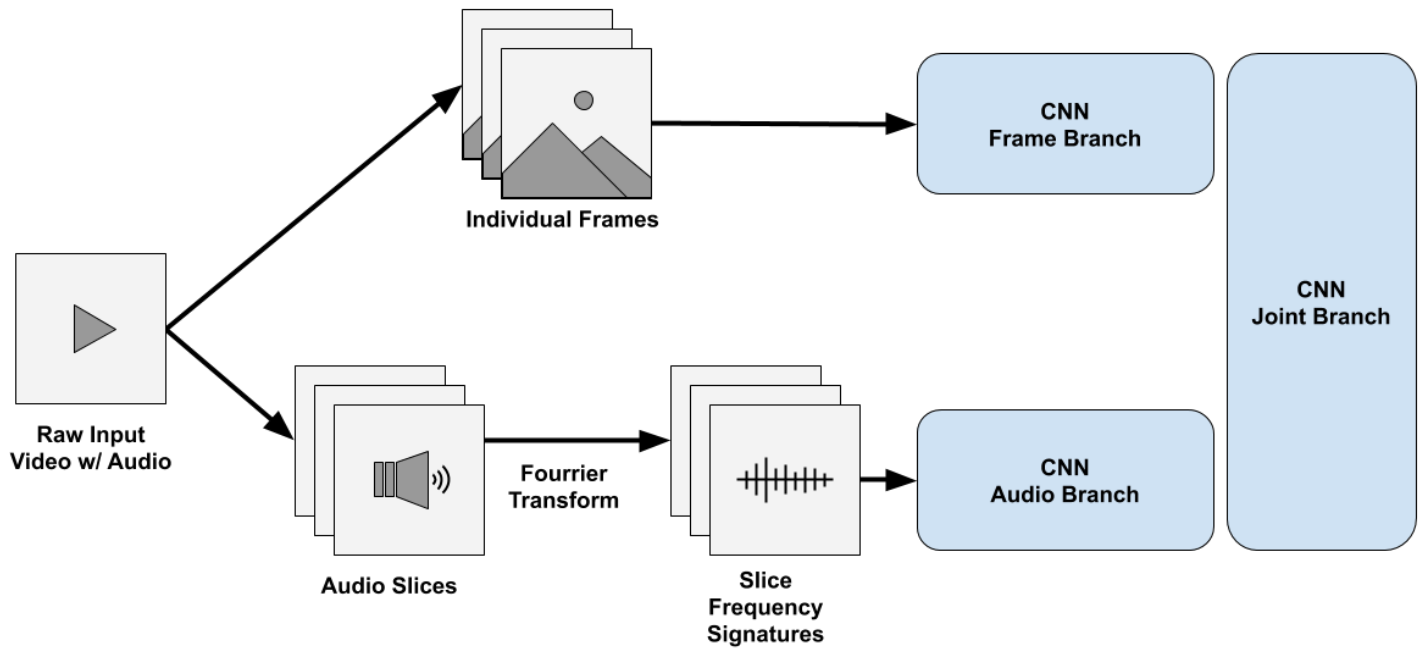 CNN
Frame Branch
Individual Frames
CNN
Joint Branch
Raw Input
Video w/ Audio
Fourrier
Transform
CNN
Audio Branch
Audio Slices
Slice
Frequency
Signatures